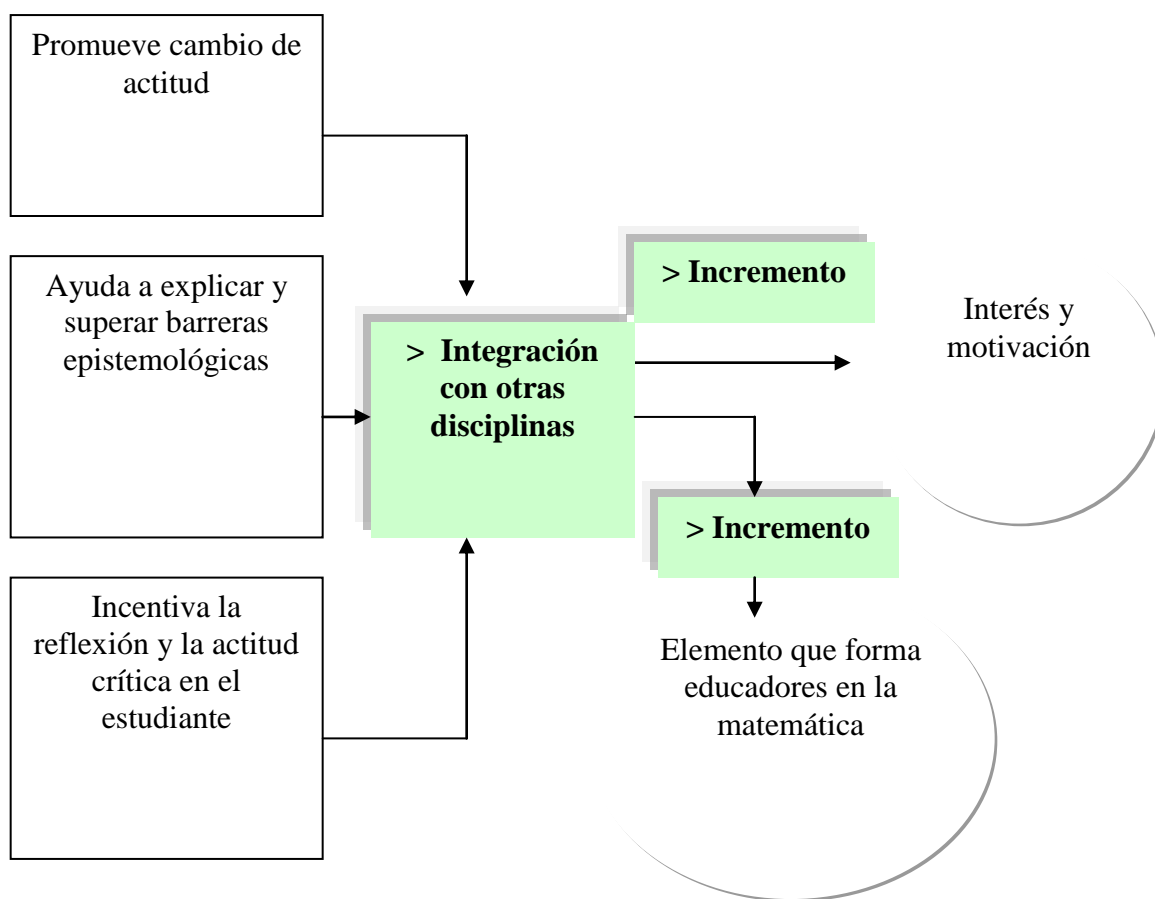 Promueve cambio de
actitud
Ayuda a explicar y
superar barreras
epistemológicas
Incentiva la
reflexión y la actitud
crítica en el
estudiante
> Integración
con otras
disciplinas
> Incremento
Interés y
motivación
> Incremento
Elemento que forma
educadores en la
matemática